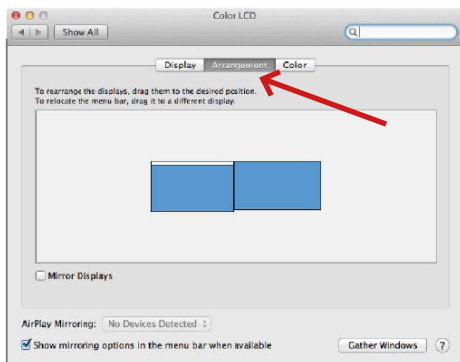 Color LCD
Show All
Display Arrangement Color
To rearrange the displays, drag them to the desired position.
To relocate the menu bar, drag it to a different display.
Mirror Displays
AirPlay Mirroring: No Devices Detected
Show mirroring options in the menu bar when available
Gather Windows ?